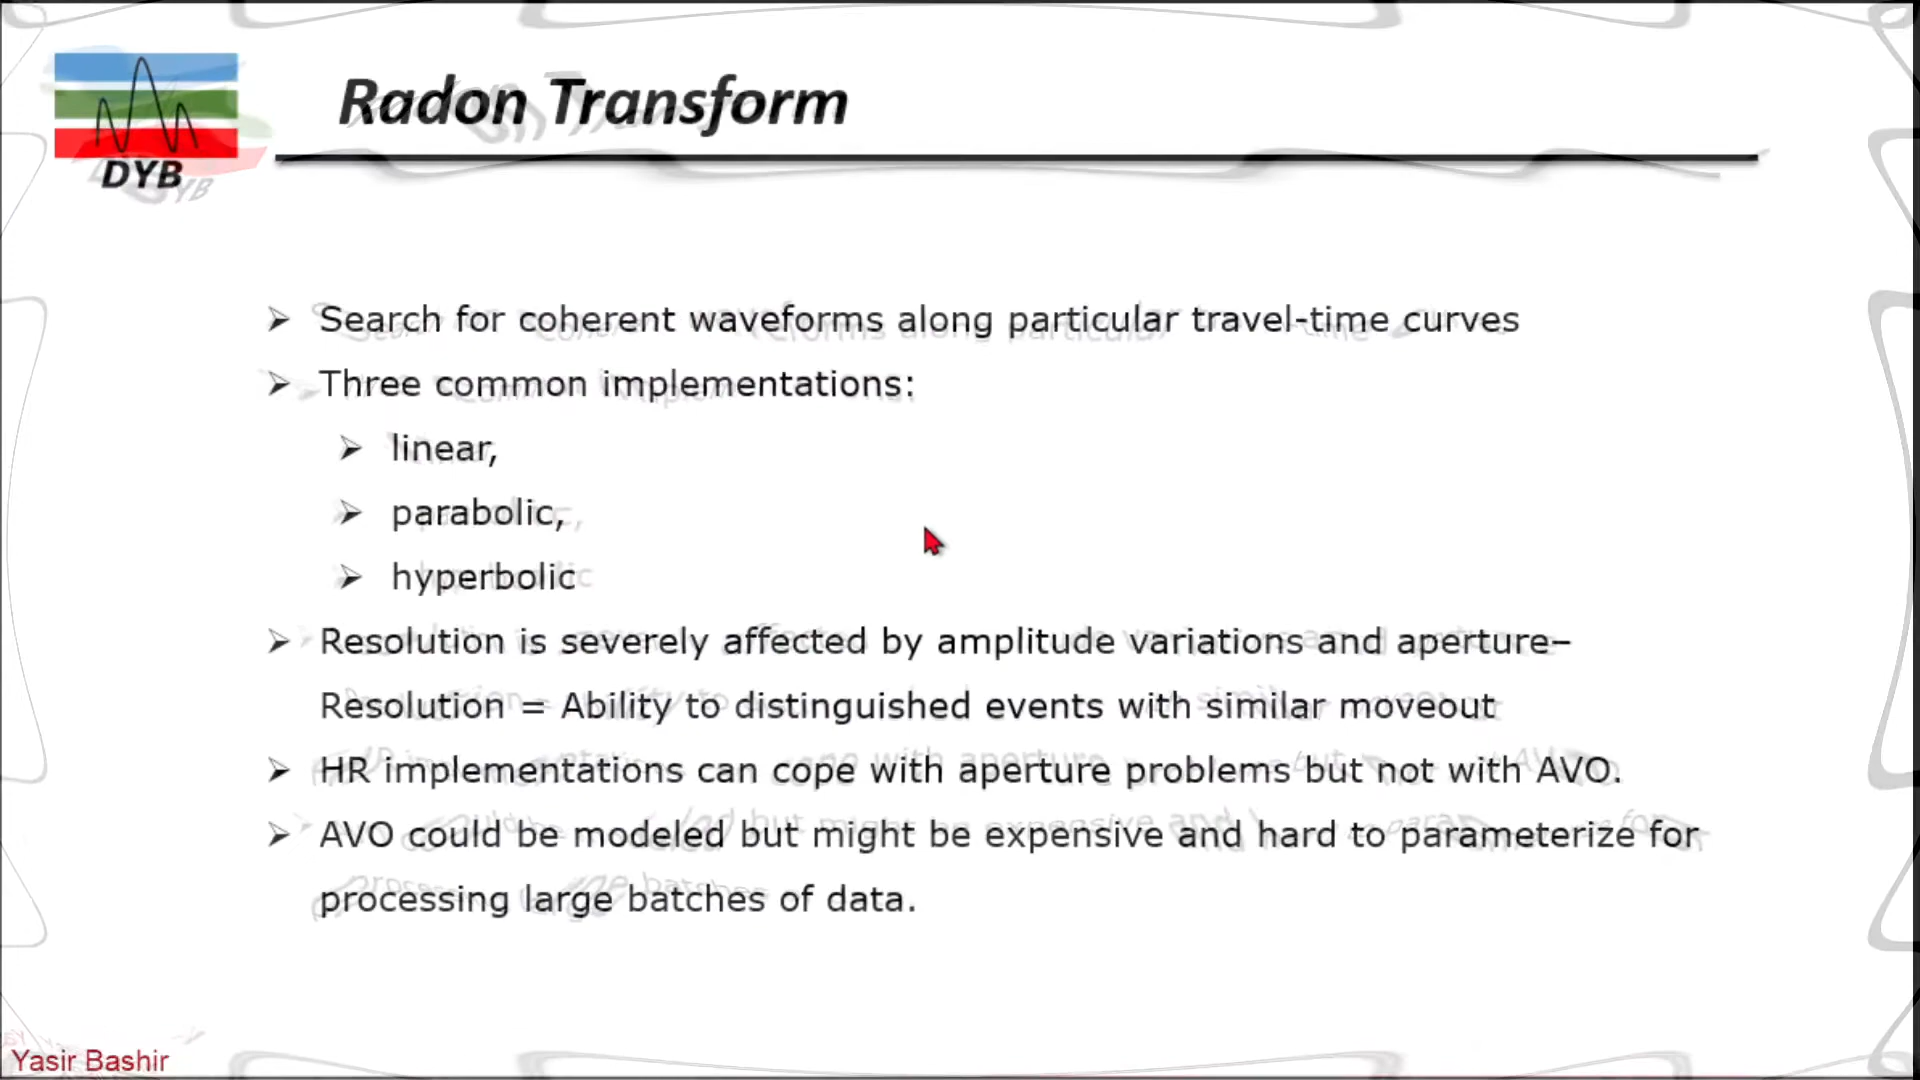 DYB
Radon Transform
➢ Search for coherent waveforms along particular travel-time curves
➢ Three common implementations:
➢ linear,
➢ parabolic,
➢ hyperbolic
➢ Resolution is severely affected by amplitude variations and aperture–
Resolution = Ability to distinguished events with similar moveout
➢ HR implementations can cope with aperture problems but not with AVO.
➢ AVO could be modeled but might be expensive and hard to parameterize for
processing large batches of data.
Yasir Bashir